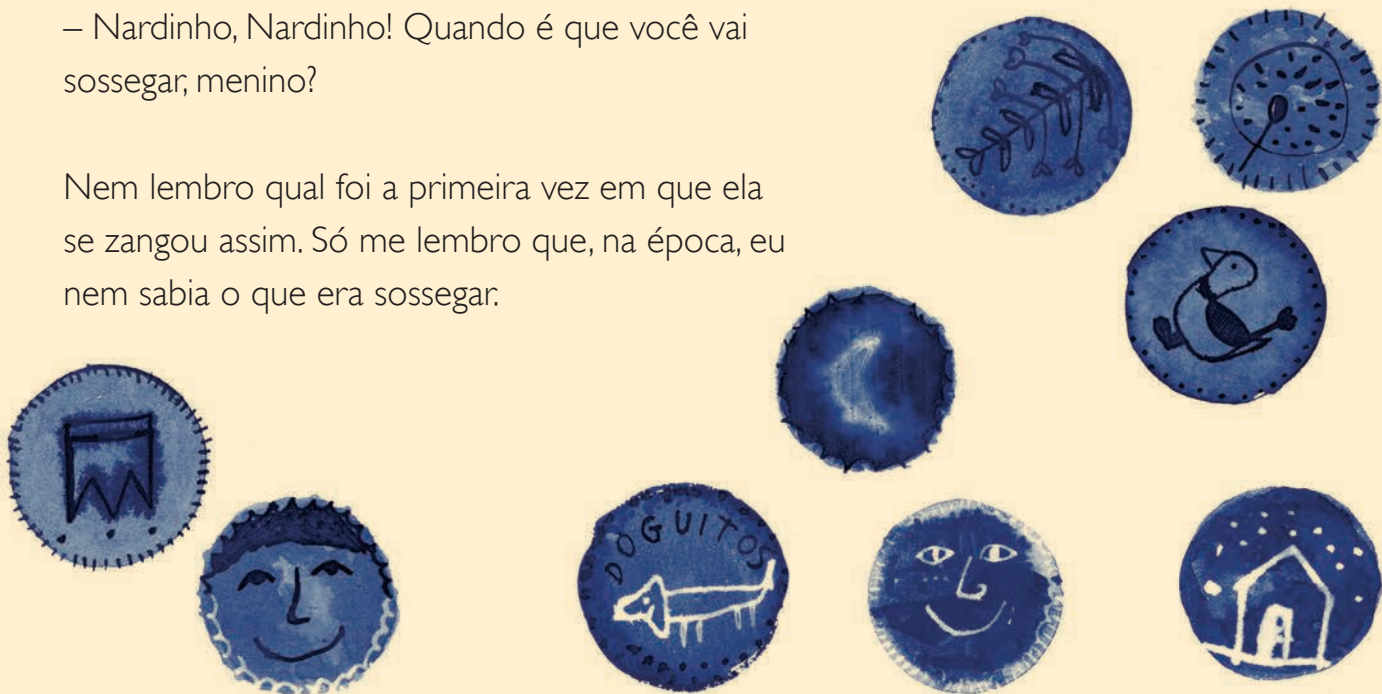 – Nardinho, Nardinho! Quando é que você vai
sossegar, menino?
Nem lembro qual foi a primeira vez em que ela
se zangou assim. Só me lembro que, na época, eu
nem sabia o que era sossegar.
DOGUITOS